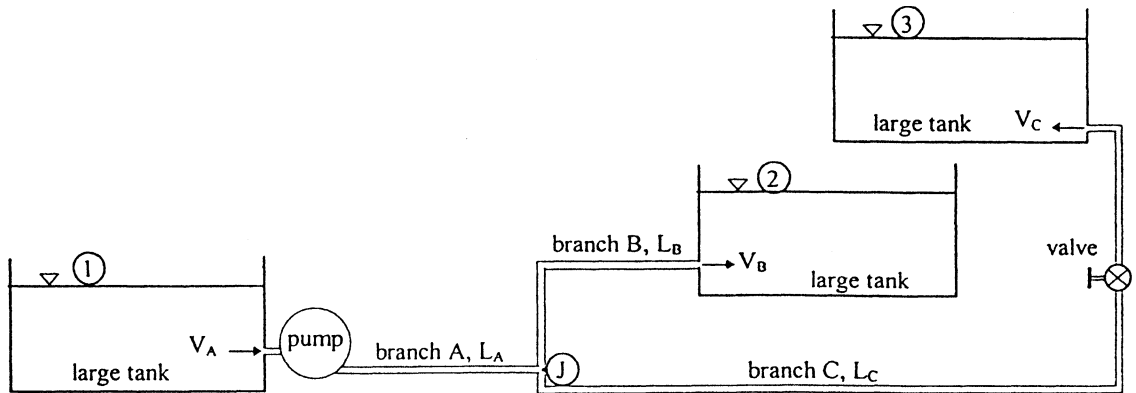 3
large tank V_C
2
branch B, L_B
V_B
large tank
valve
1
V_A
pump
branch A, L_A
large tank
J
branch C, L_C